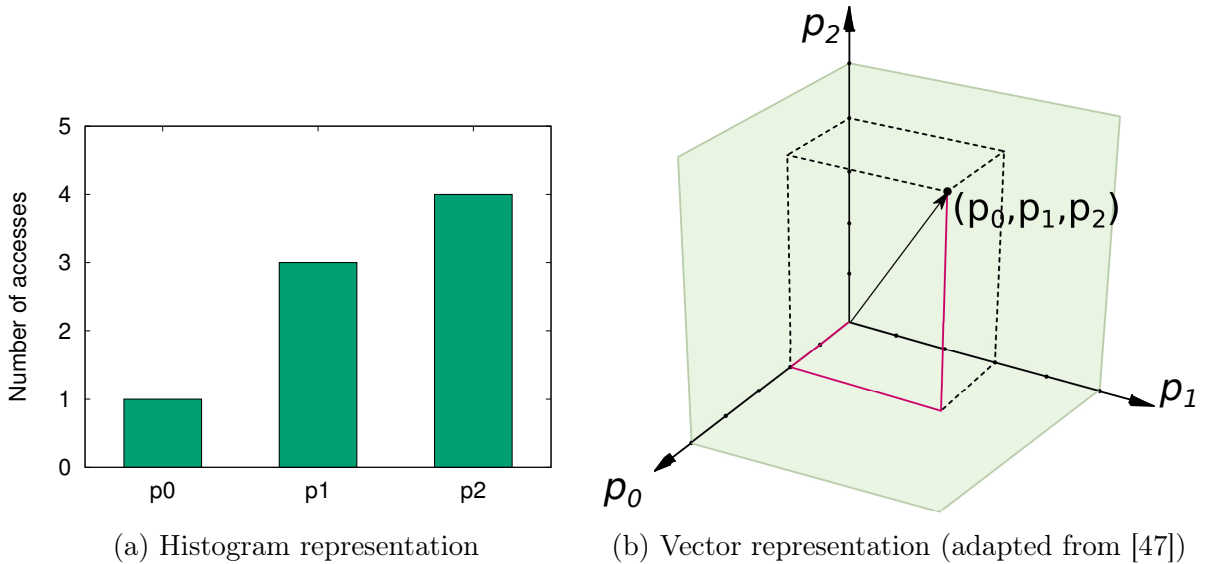 Number of accesses
5
4
3
2
1
0
p0 p1 p2
(a) Histogram representation
p₂
(p₀,p₁,p₂)
p₁
p₀
(b) Vector representation (adapted from [47])